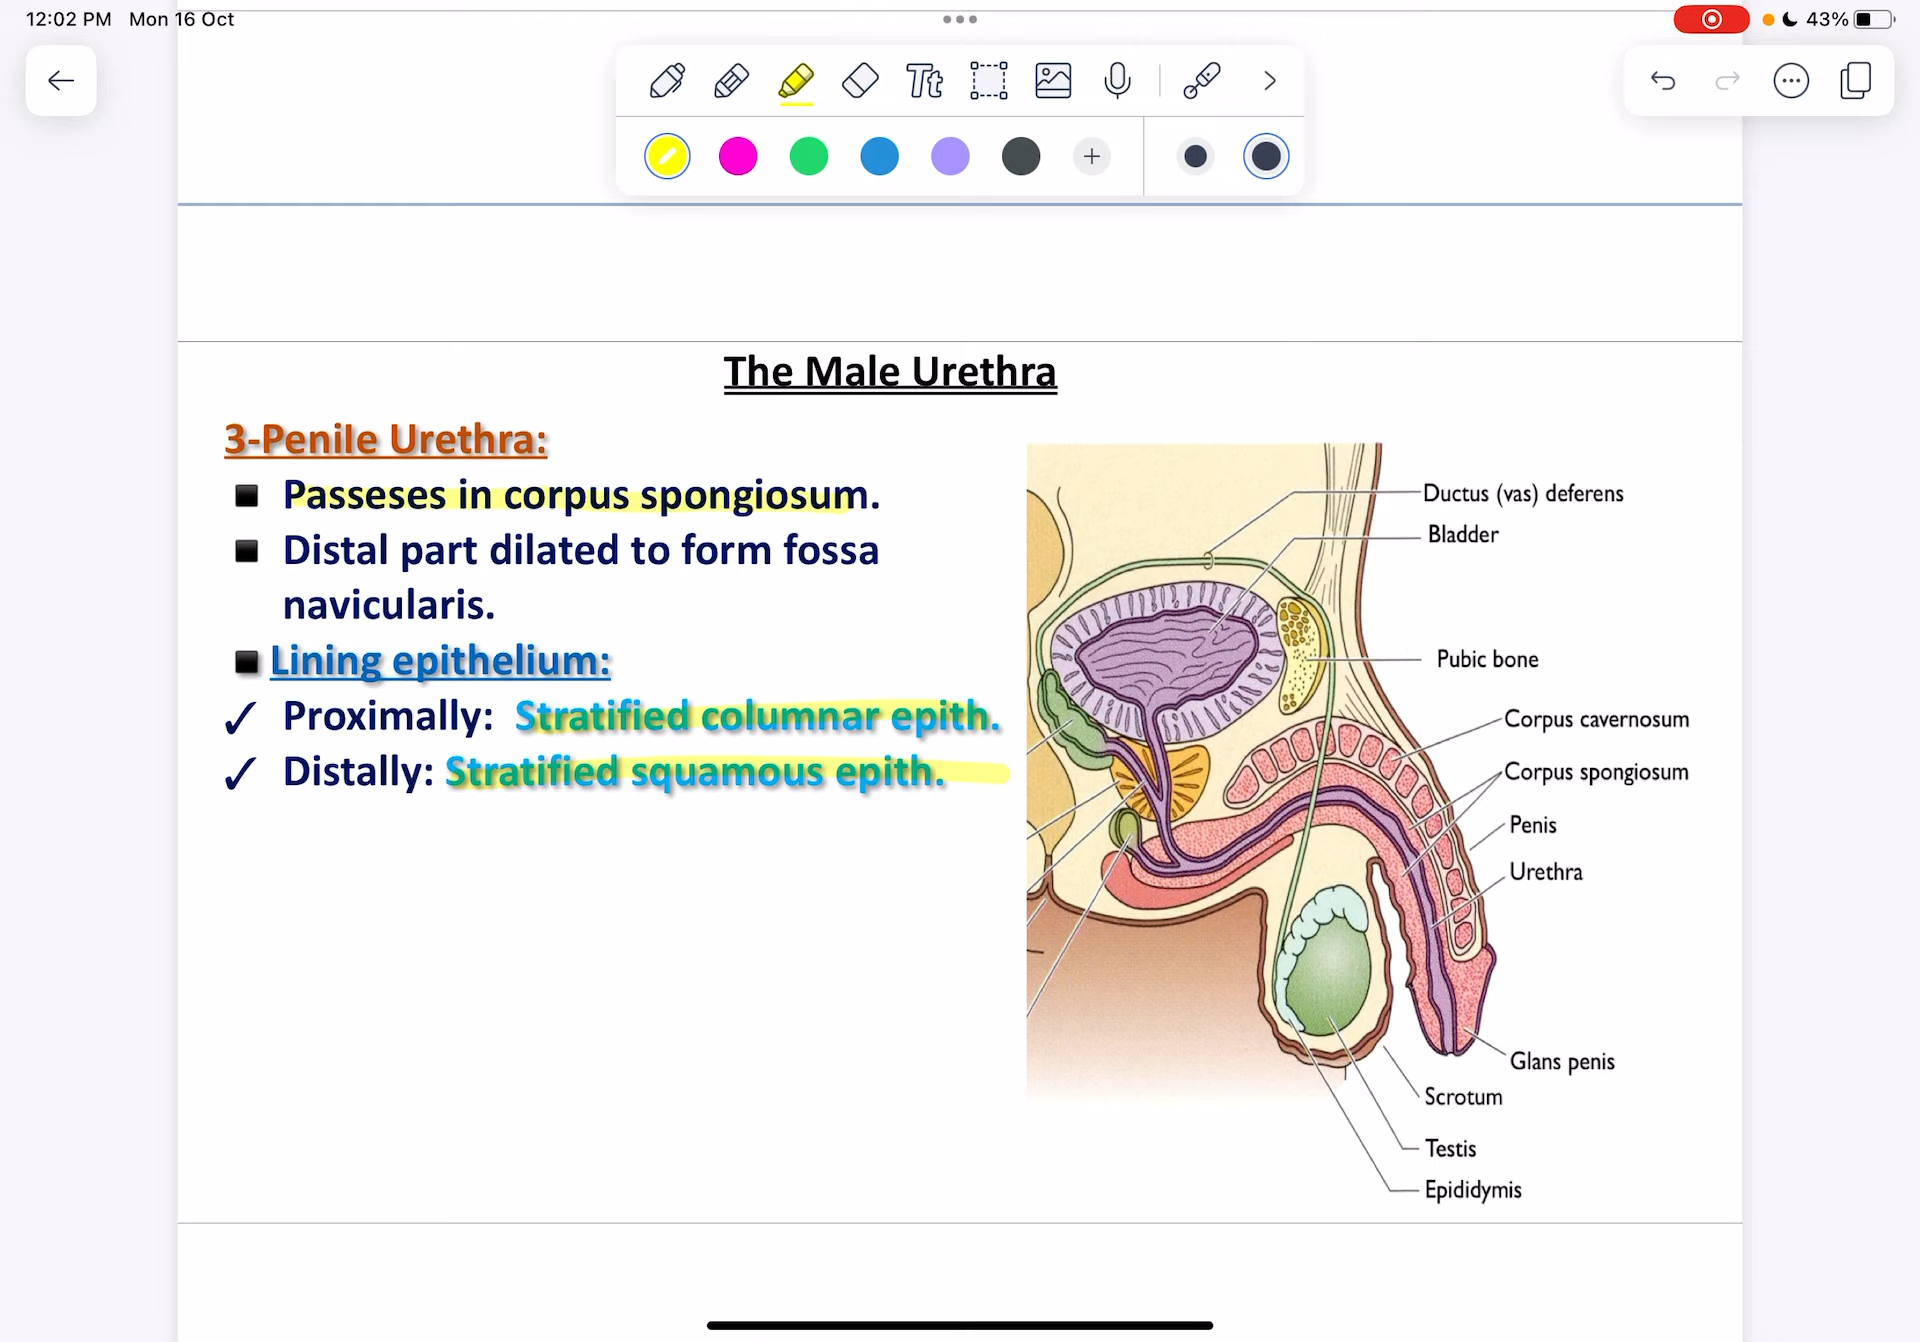 12:02 PM Mon 16 Oct
43%
Tt
The Male Urethra
3-Penile Urethra:
Passeses in corpus spongiosum.
Distal part dilated to form fossa
navicularis.
Lining epithelium:
✓ Proximally: Stratified columnar epith.
✓ Distally: Stratified squamous epith.
Ductus (vas) deferens
Bladder
Pubic bone
Corpus cavernosum
Corpus spongiosum
Penis
Urethra
Glans penis
Scrotum
Testis
Epididymis